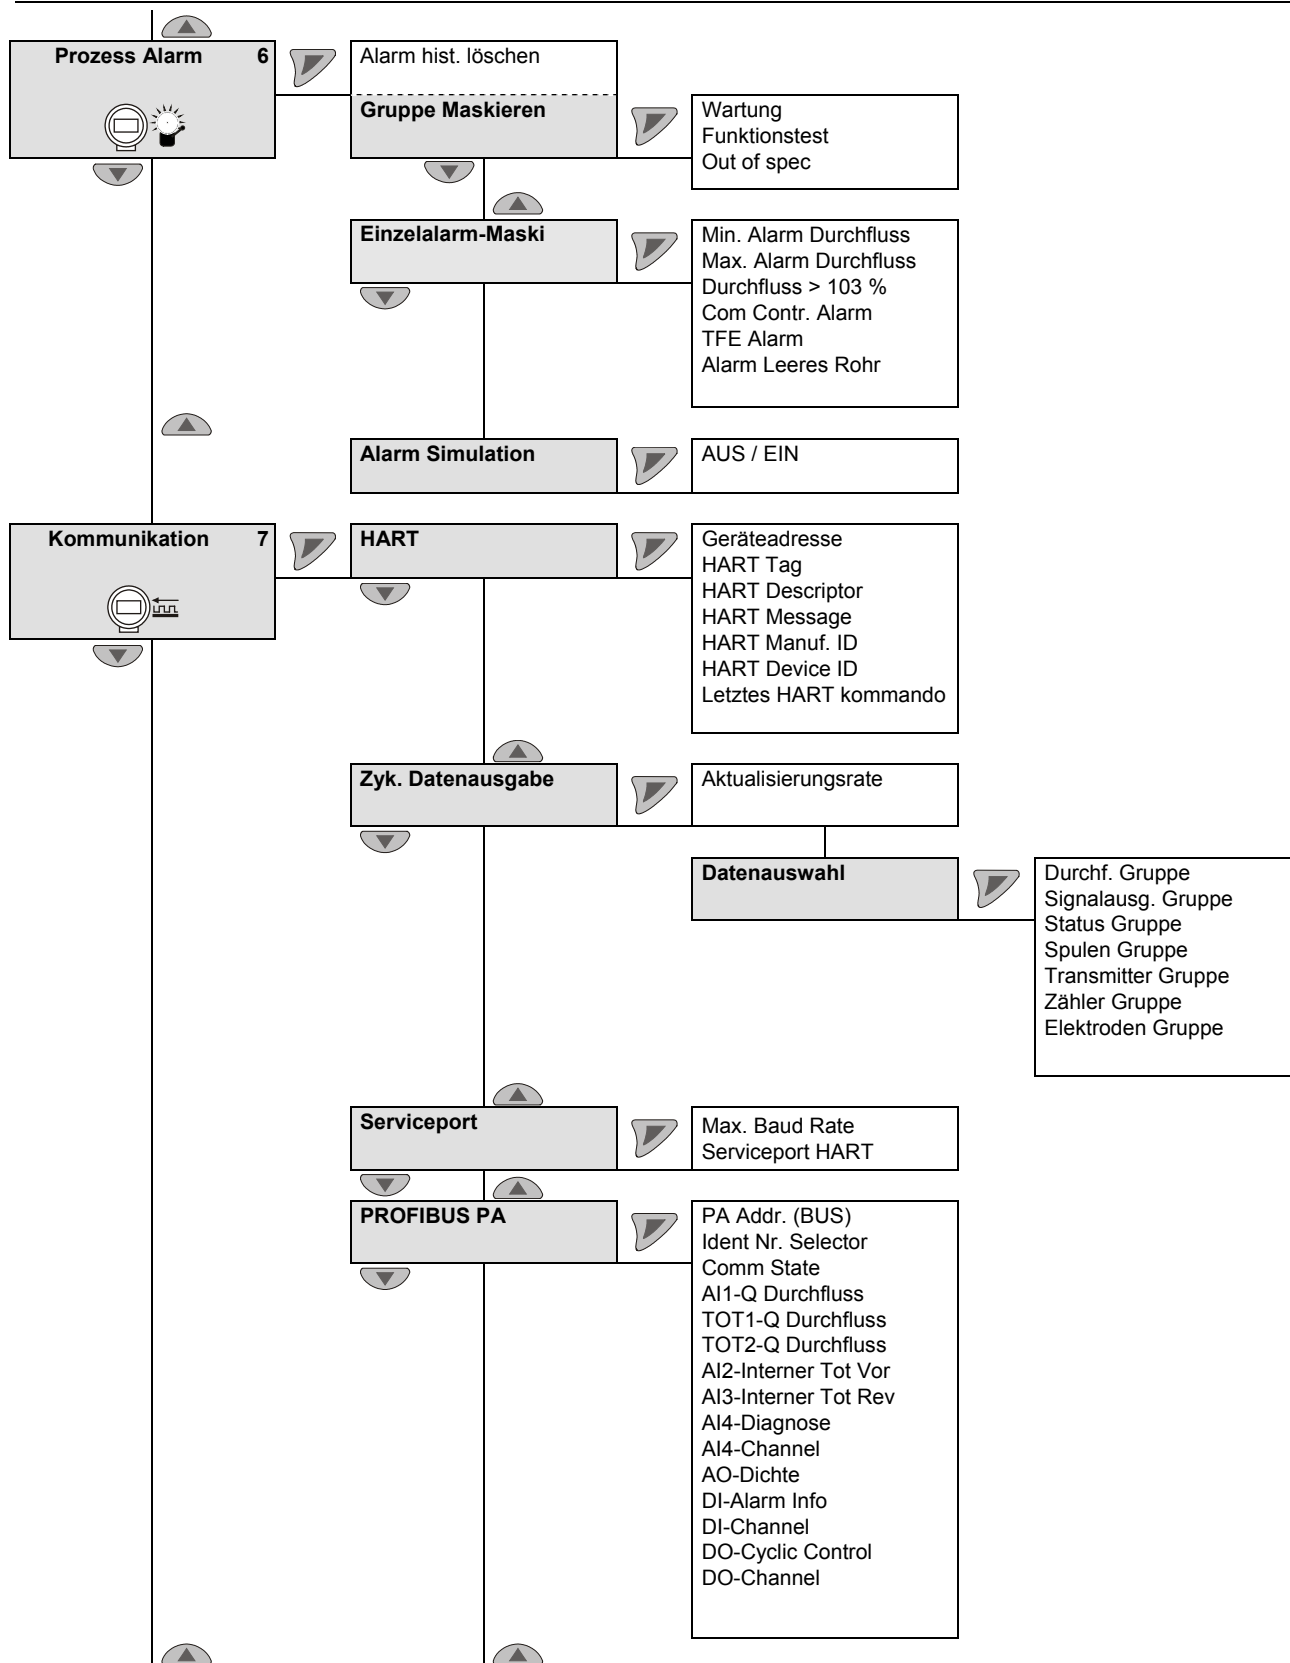 Prozess Alarm 6
Alarm hist. löschen
Gruppe Maskieren
Wartung
Funktionstest
Out of spec
Einzelalarm-Maski
Min. Alarm Durchfluss
Max. Alarm Durchfluss
Durchfluss > 103 %
Com Contr. Alarm
TFE Alarm
Alarm Leeres Rohr
Alarm Simulation
AUS / EIN
Kommunikation 7
HART
Geräteadresse
HART Tag
HART Descriptor
HART Message
HART Manuf. ID
HART Device ID
Letztes HART kommando
Zyk. Datenausgabe
Aktualisierungsrate
Datenauswahl
Durchf. Gruppe
Signalausg. Gruppe
Status Gruppe
Spulen Gruppe
Transmitter Gruppe
Zähler Gruppe
Elektroden Gruppe
Serviceport
Max. Baud Rate
Serviceport HART
PROFIBUS PA
PA Addr. (BUS)
Ident Nr. Selector
Comm State
AI1-Q Durchfluss
TOT1-Q Durchfluss
TOT2-Q Durchfluss
AI2-Interner Tot Vor
AI3-Interner Tot Rev
AI4-Diagnose
AI4-Channel
AO-Dichte
DI-Alarm Info
DI-Channel
DO-Cyclic Control
DO-Channel